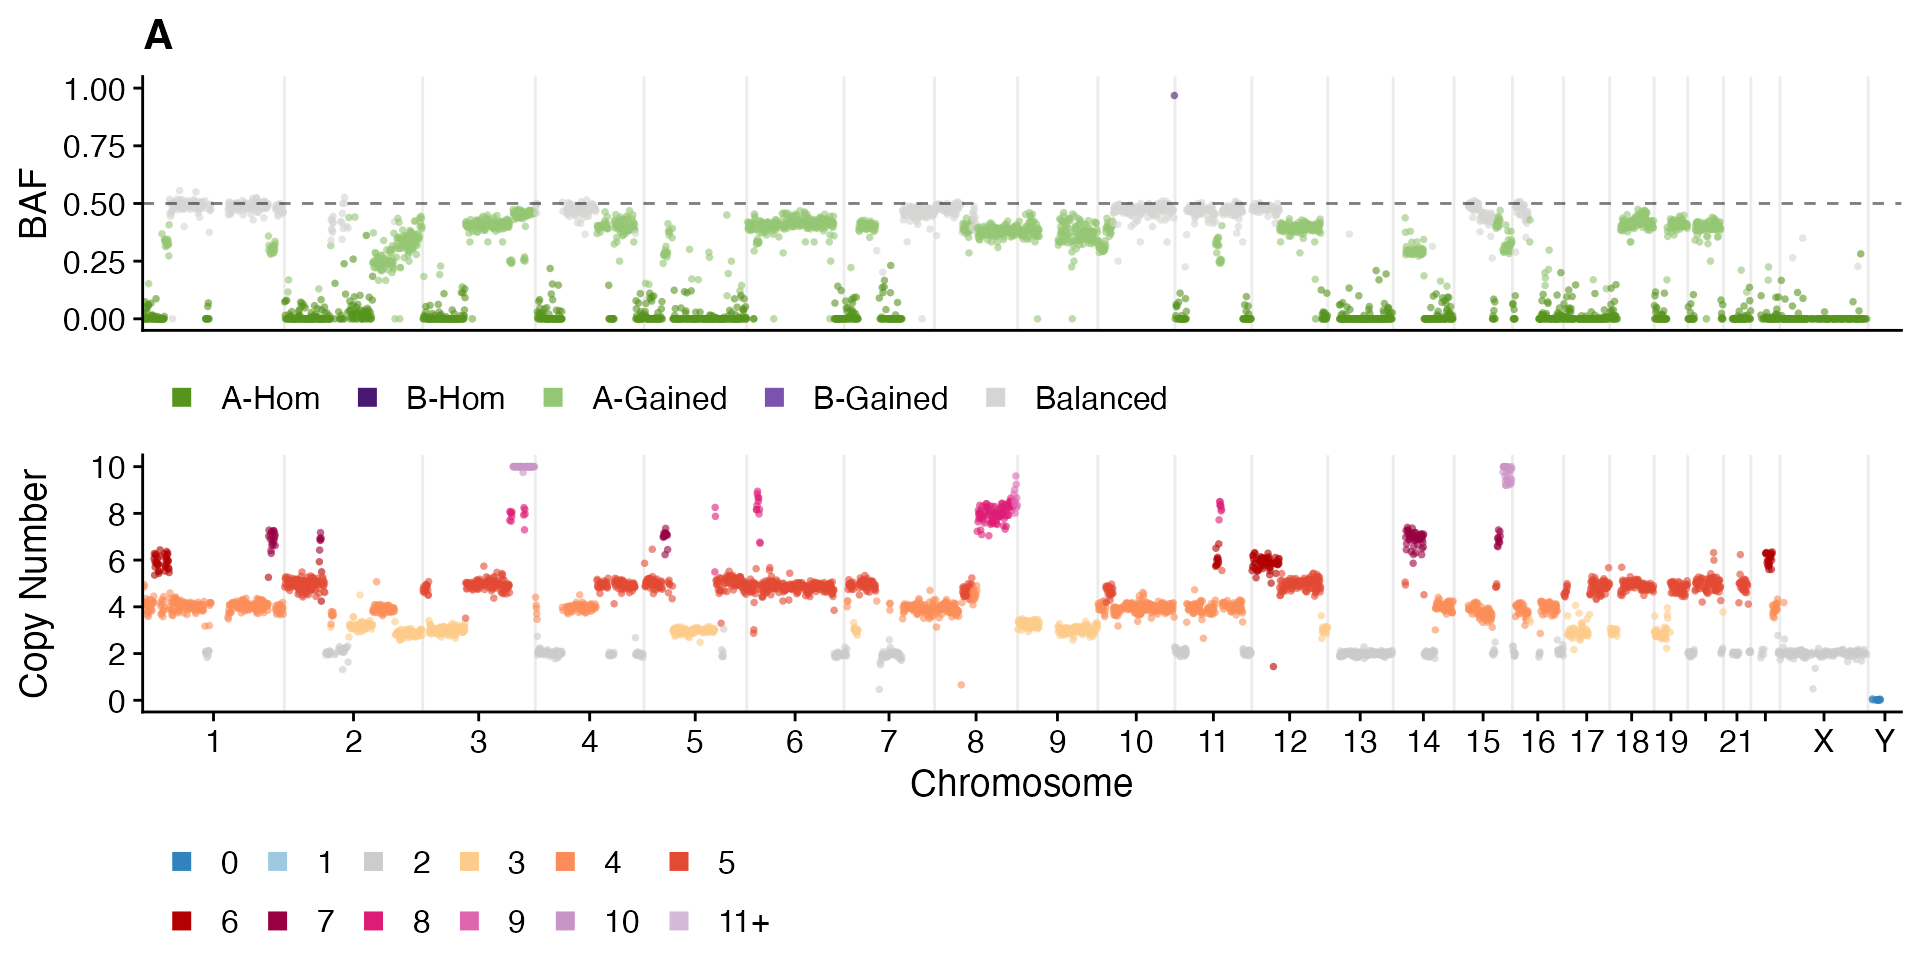 A
BAF
1.00
0.75
0.50
0.25
0.00
A-Hom B-Hom A-Gained B-Gained Balanced
Copy Number
10
8
6
4
2
0
1 2 3 4 5 6 7 8 9 10 11 12 13 14 15 16 17 18 19 21 X Y
Chromosome
0 1 2 3 4 5
6 7 8 9 10 11+